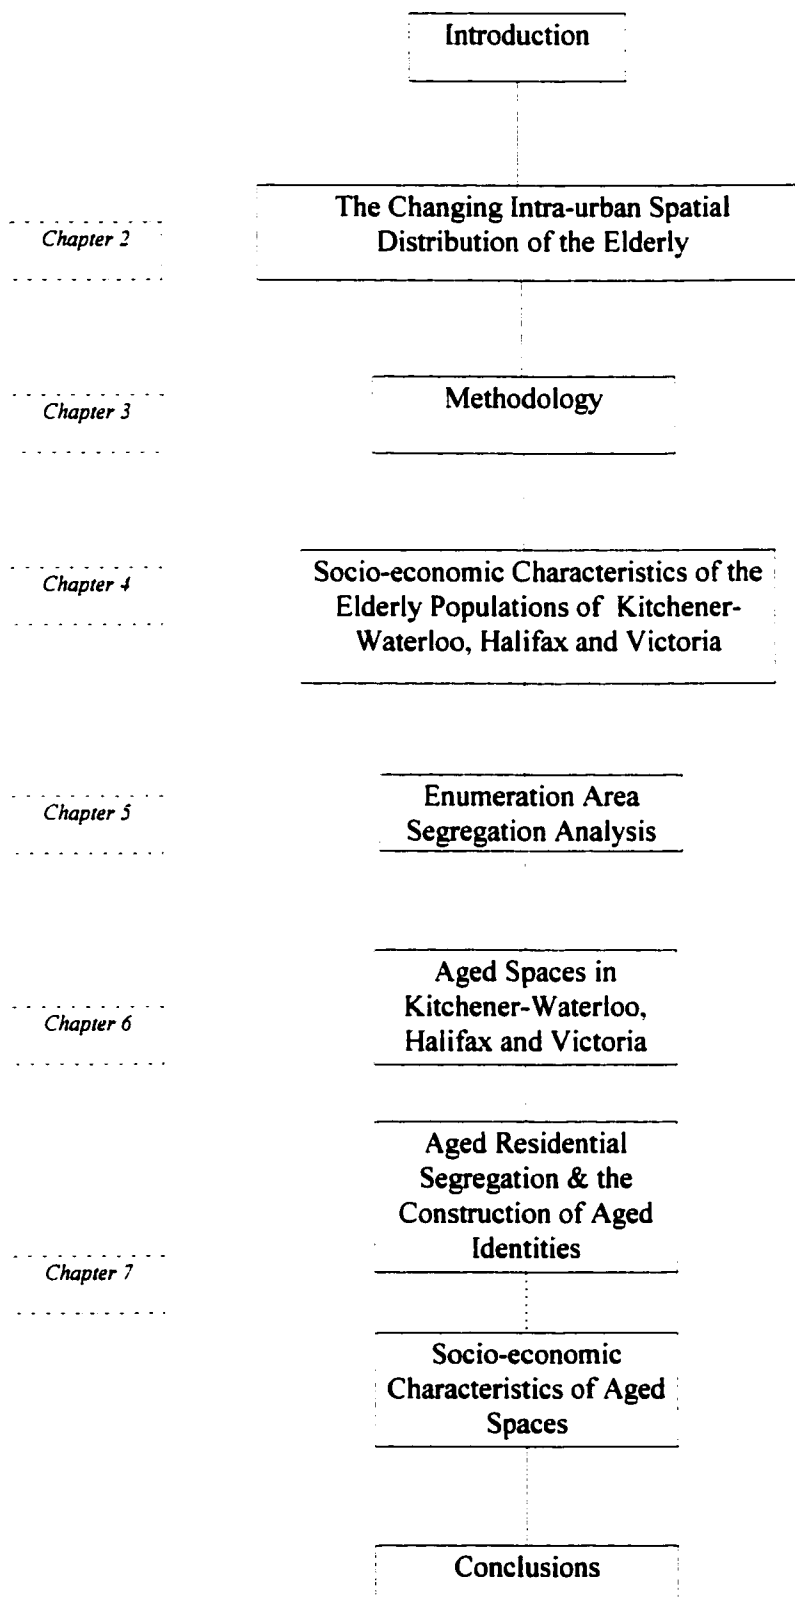 Introduction
The Changing Intra-urban Spatial
Distribution of the Elderly
Chapter 2
Methodology
Chapter 3
Socio-economic Characteristics of the
Elderly Populations of Kitchener-
Waterloo, Halifax and Victoria
Chapter 4
Enumeration Area
Segregation Analysis
Chapter 5
Aged Spaces in
Kitchener-Waterloo,
Halifax and Victoria
Chapter 6
Aged Residential
Segregation & the
Construction of Aged
Identities
Chapter 7
Socio-economic
Characteristics of Aged
Spaces
Conclusions